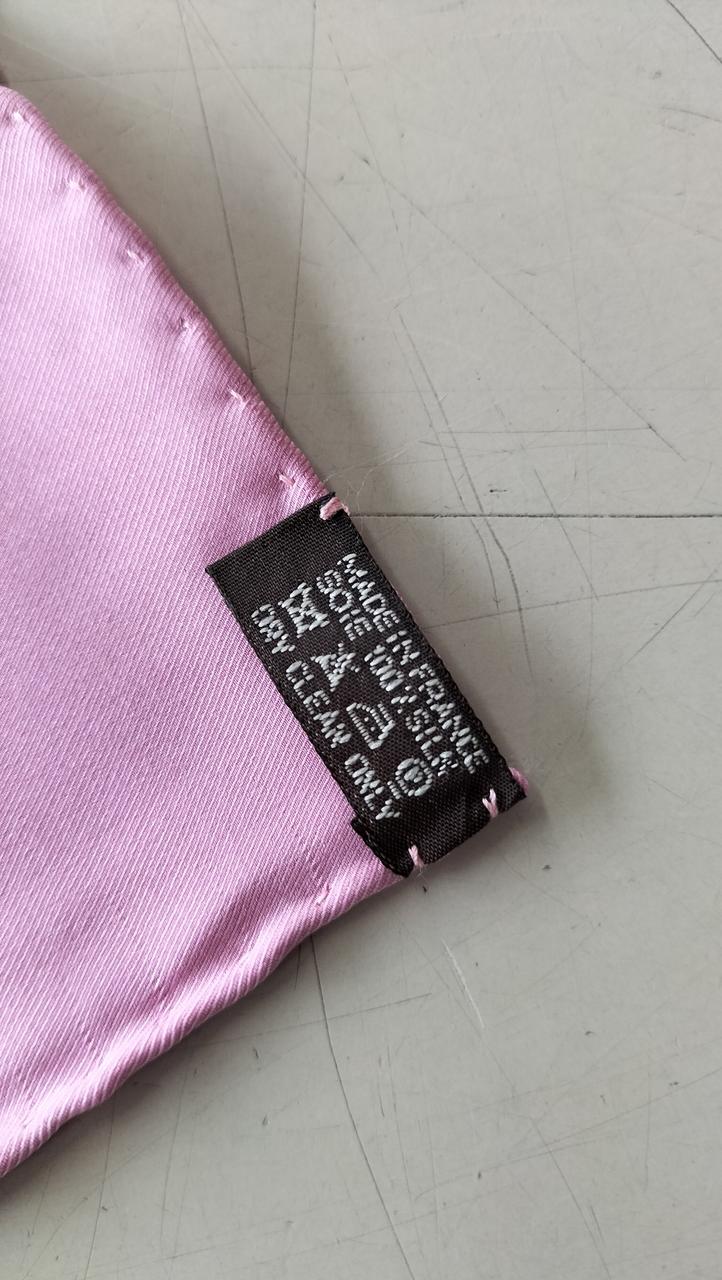 MADE IN FRANCE
SOIE 100% SILK
DRY CLEAN ONLY